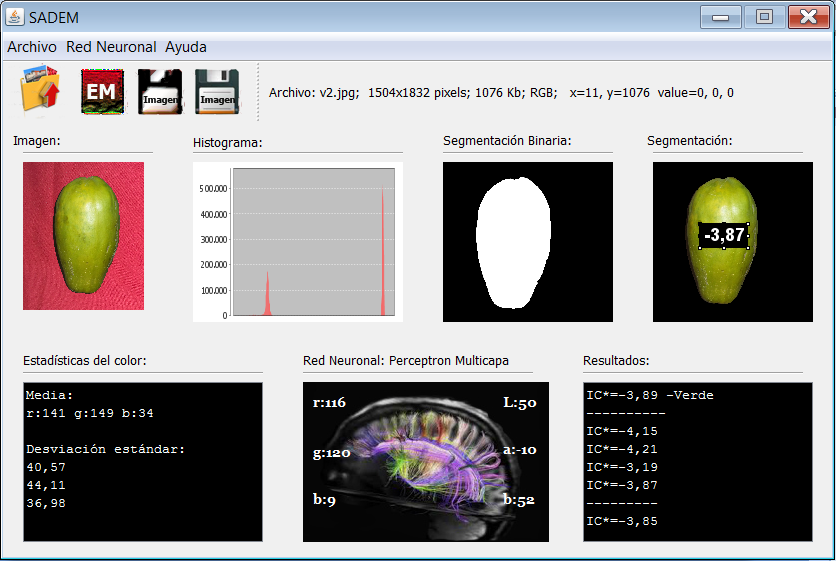 SADEM
Archivo Red Neuronal Ayuda
EM
Imagen
Imagen
Archivo: v2.jpg; 1504x1832 pixels; 1076 Kb; RGB; x=11, y=1076 value=0, 0, 0
Imagen:
Histograma:
Segmentación Binaria:
Segmentación:
500.000
400.000
300.000
200.000
100.000
0
-3,87
Estadísticas del color:
Media:
r:141 g:149 b:34
Desviación estándar:
40,57
44,11
36,98
Red Neuronal: Perceptron Multicapa
r:116
L:50
g:120
a:-10
b:9
b:52
Resultados:
IC*=-3,89 -Verde
----------
IC*=-4,15
IC*=-4,21
IC*=-3,19
IC*=-3,87
---------
IC*=-3,85